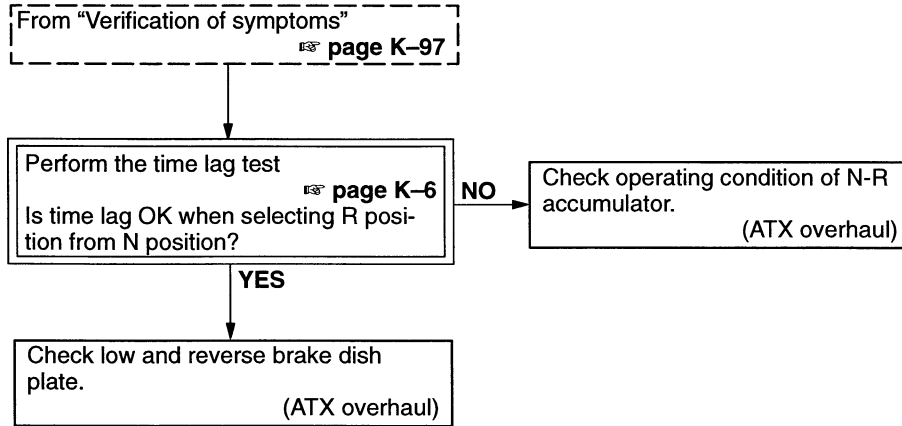 From “Verification of symptoms”
☞ page K–97
Perform the time lag test
☞ page K–6
Is time lag OK when selecting R posi-
tion from N position?
NO
Check operating condition of N-R
accumulator.
(ATX overhaul)
YES
Check low and reverse brake dish
plate.
(ATX overhaul)